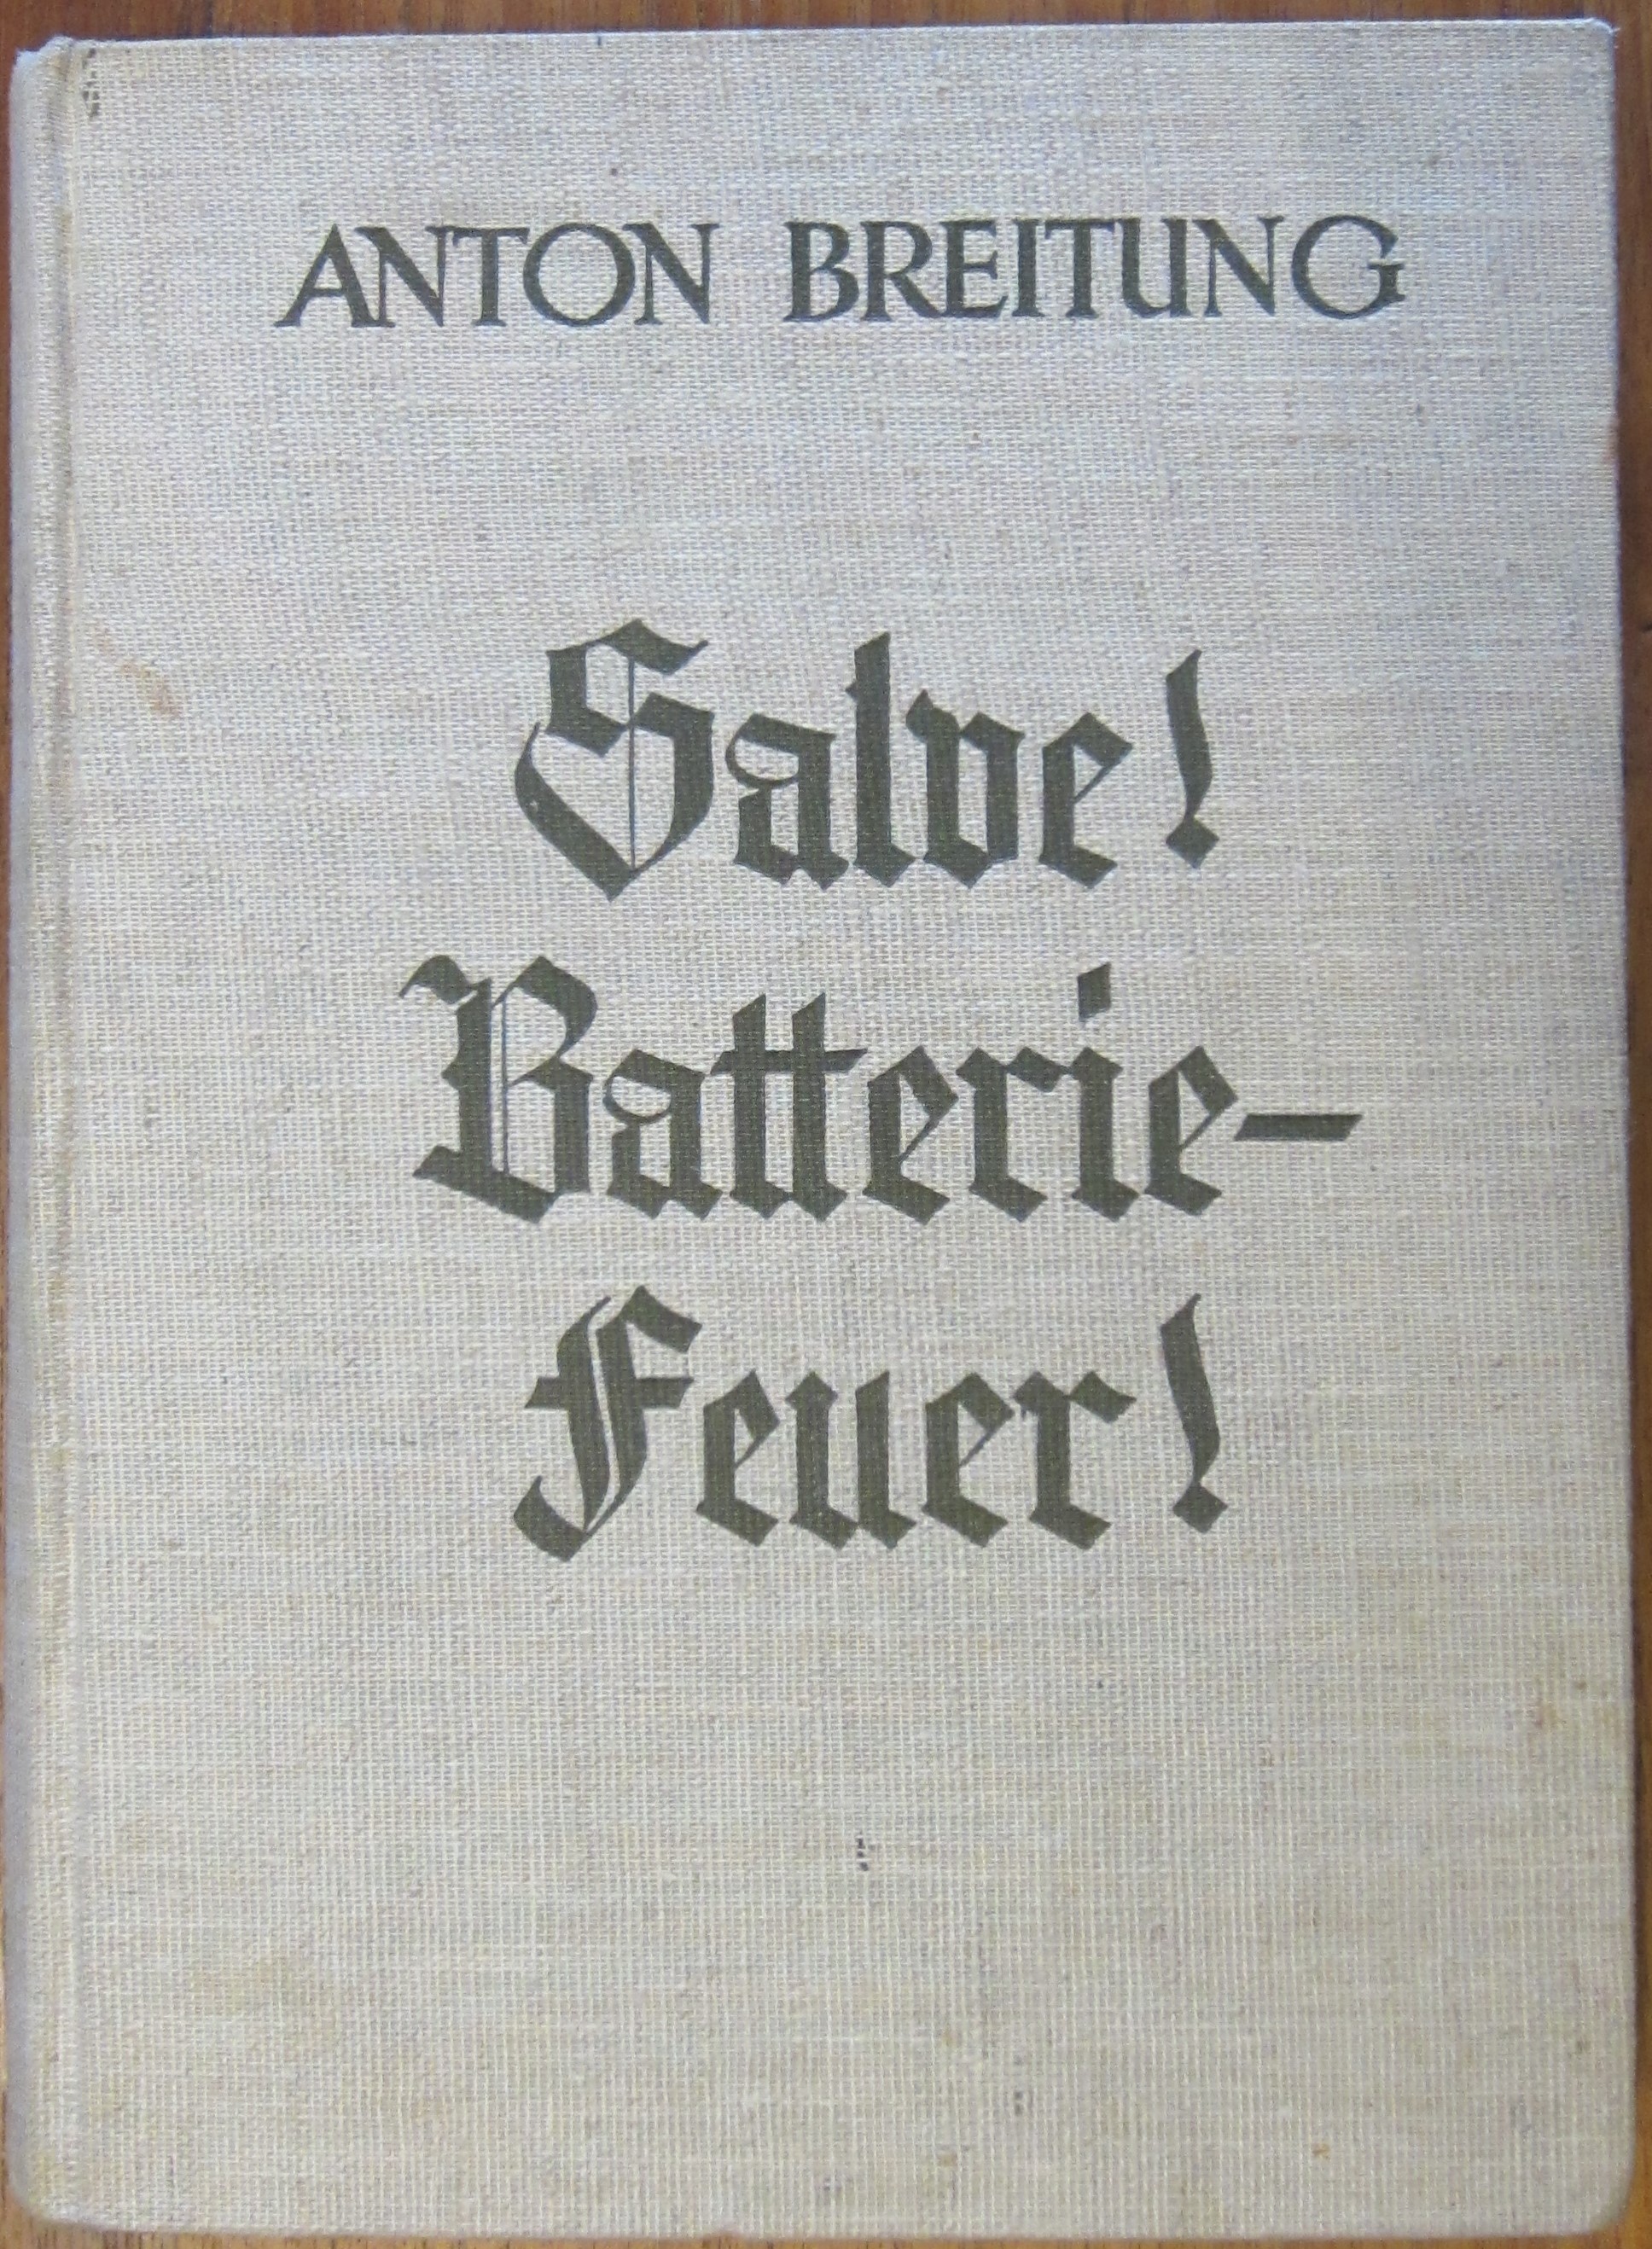 ANTON BREITUNG
Salve!
Batterie-
Feuer!